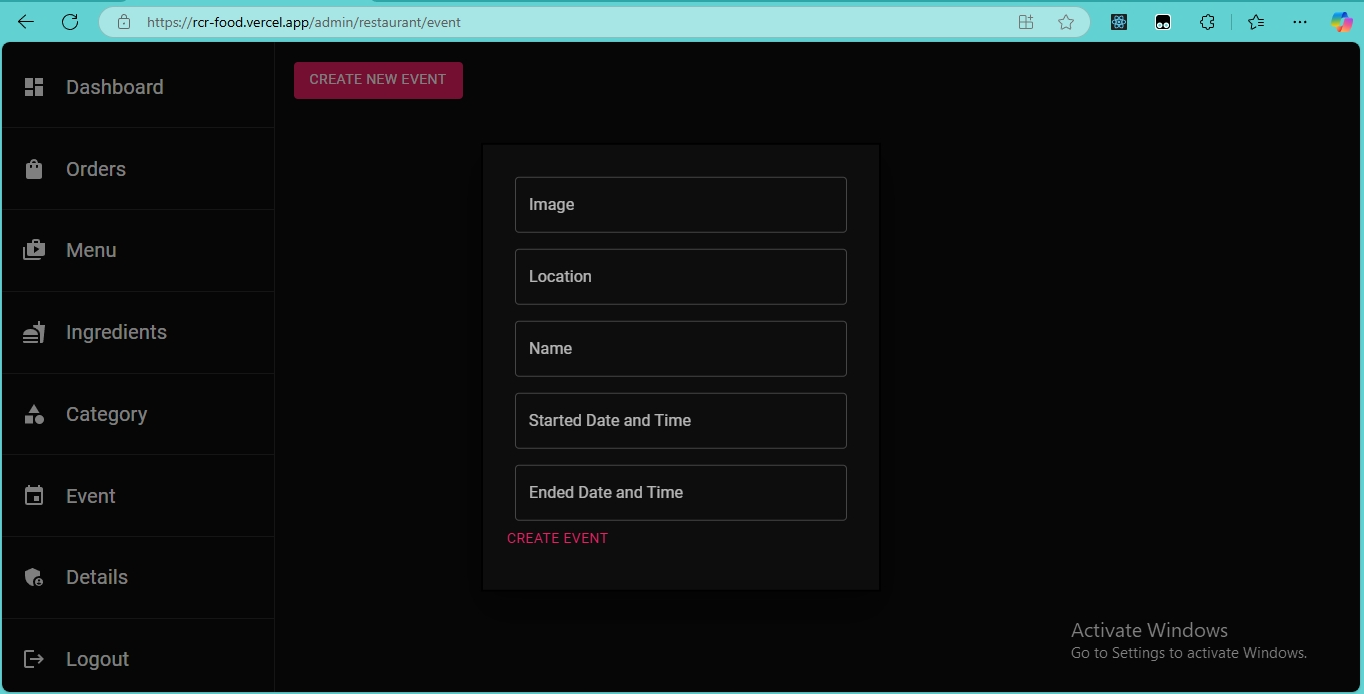 https://rcr-food.vercel.app/admin/restaurant/event
Dashboard
Orders
Menu
Ingredients
Category
Event
Details
Logout
CREATE NEW EVENT
Image
Location
Name
Started Date and Time
Ended Date and Time
CREATE EVENT
Activate Windows
Go to Settings to activate Windows.